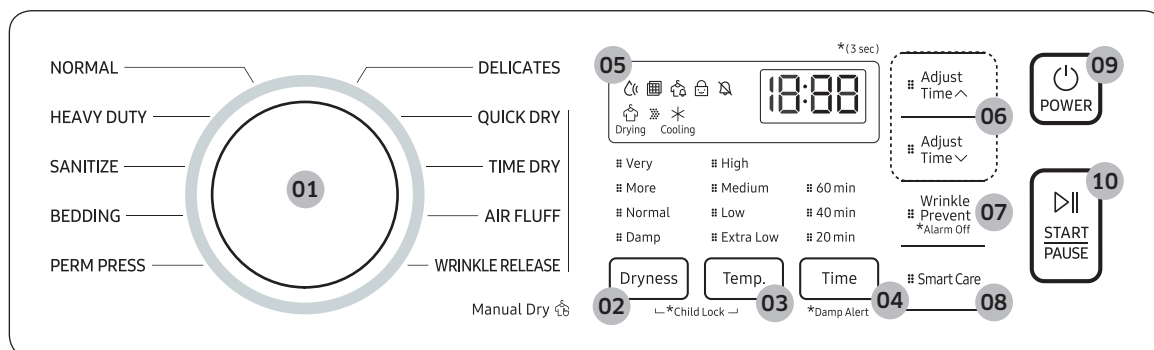 NORMAL
HEAVY DUTY
SANITIZE
BEDDING
PERM PRESS
01
DELICATES
QUICK DRY
TIME DRY
AIR FLUFF
WRINKLE RELEASE
Manual Dry
05
*(3 sec)
18:88
Drying
Cooling
Very
More
Normal
Damp
High
Medium
Low
Extra Low
60 min
40 min
20 min
Dryness
02
Temp.
03
*Child Lock
Time
04
*Damp Alert
Adjust
Time
06
Adjust
Time
Wrinkle
Prevent
*Alarm Off
07
Smart Care
08
09
POWER
10
START
PAUSE